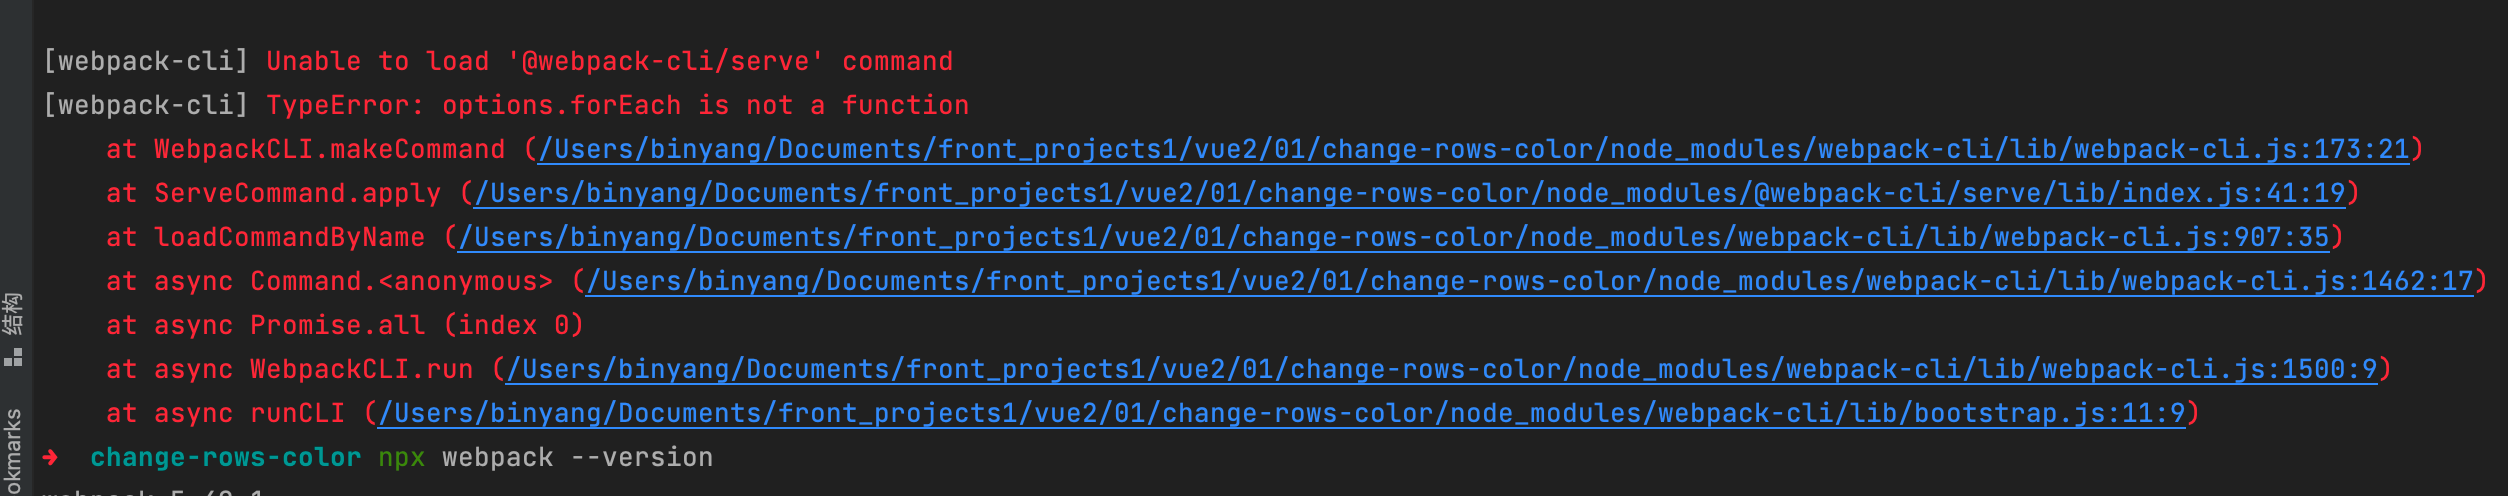 [webpack-cli] Unable to load '@webpack-cli/serve' command
[webpack-cli] TypeError: options.forEach is not a function
at WebpackCLI.makeCommand (/Users/binyang/Documents/front_projects1/vue2/01/change-rows-color/node_modules/webpack-cli/lib/webpack-cli.js:173:21)
at ServeCommand.apply (/Users/binyang/Documents/front_projects1/vue2/01/change-rows-color/node_modules/@webpack-cli/serve/lib/index.js:41:19)
at loadCommandByName (/Users/binyang/Documents/front_projects1/vue2/01/change-rows-color/node_modules/webpack-cli/lib/webpack-cli.js:907:35)
at async Command.<anonymous> (/Users/binyang/Documents/front_projects1/vue2/01/change-rows-color/node_modules/webpack-cli/lib/webpack-cli.js:1462:17)
at async Promise.all (index 0)
at async WebpackCLI.run (/Users/binyang/Documents/front_projects1/vue2/01/change-rows-color/node_modules/webpack-cli/lib/webpack-cli.js:1500:9)
at async runCLI (/Users/binyang/Documents/front_projects1/vue2/01/change-rows-color/node_modules/webpack-cli/lib/bootstrap.js:11:9)
➜ change-rows-color npx webpack --version
结构
okmarks